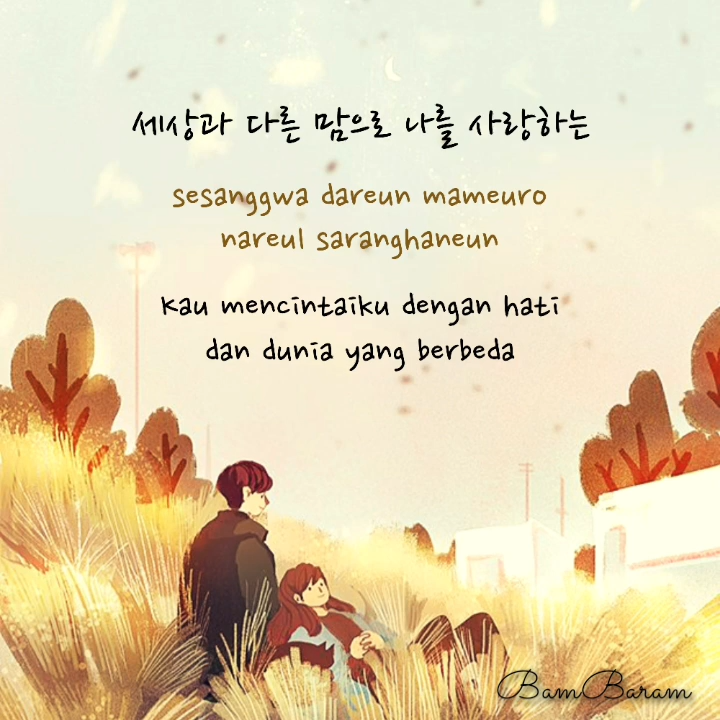 세상과 다른 맘으로 나를 사랑하는
sesanggwa dareun mameuro
nareul saranghaneun
kau mencintaiku dengan hati
dan dunia yang berbeda
BamBaram